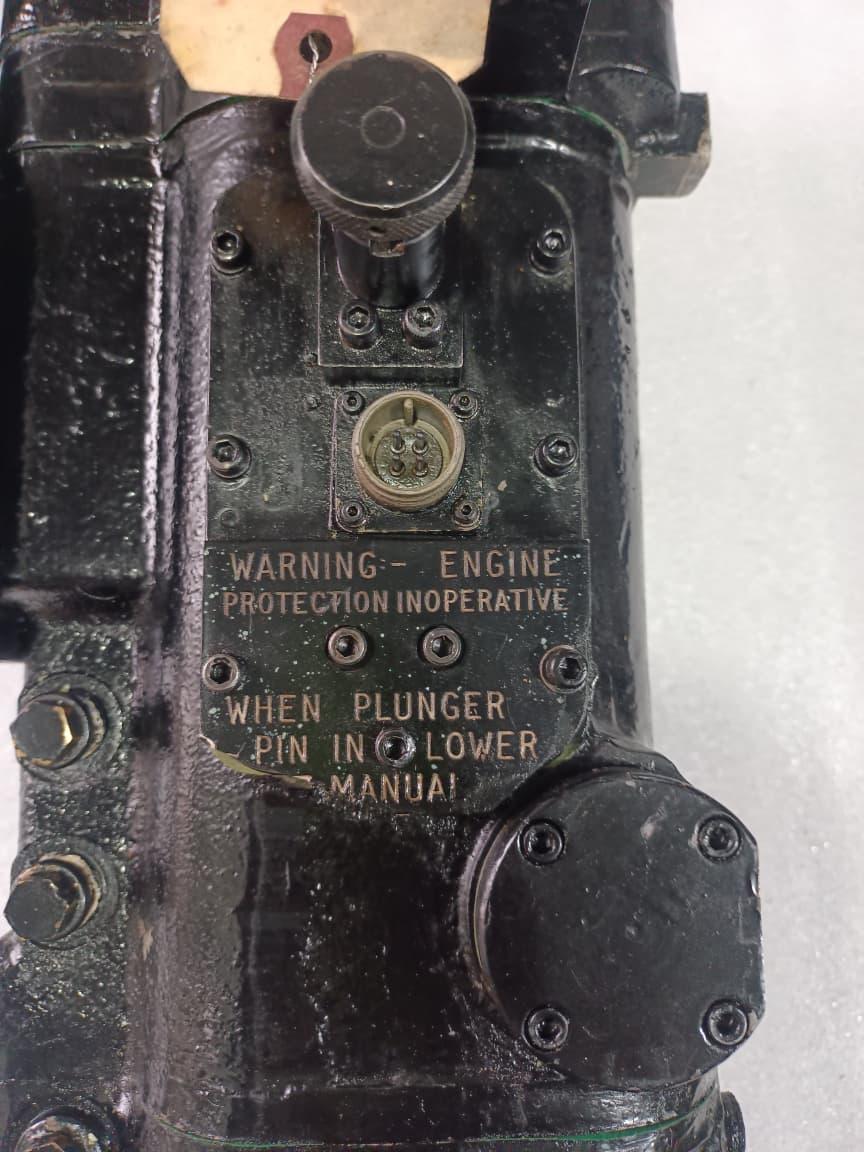 WARNING - ENGINE
PROTECTION INOPERATIVE
WHEN PLUNGER
PIN IN LOWER
MANUAL